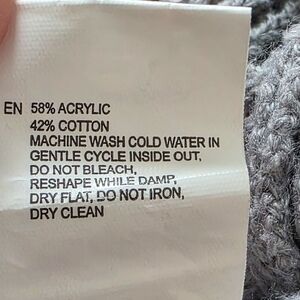 EN 58% ACRYLIC
42% COTTON
MACHINE WASH COLD WATER IN
GENTLE CYCLE INSIDE OUT,
DO NOT BLEACH,
RESHAPE WHILE DAMP,
DRY FLAT, DO NOT IRON,
DRY CLEAN